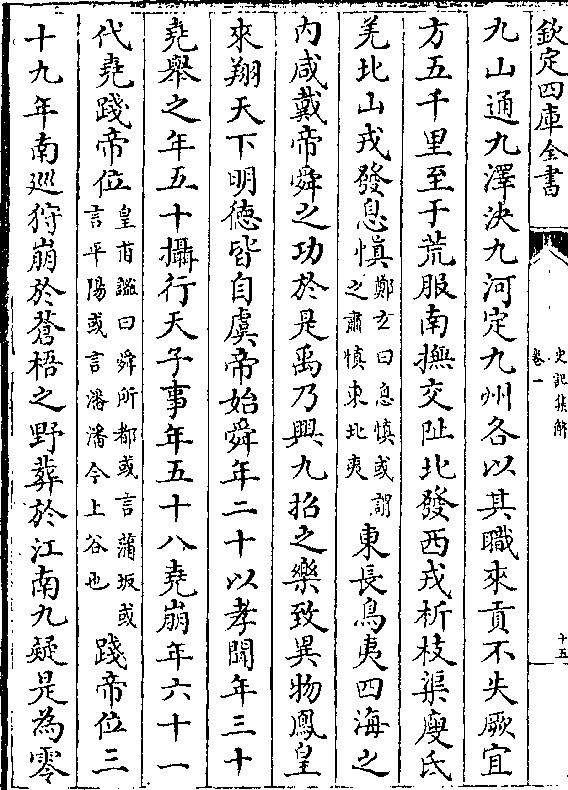 欽定四庫全書
史記集解
卷一
十五
九山通九澤決九河定九州各以其職來貢不失厥宜
方五千里至于荒服南撫交阯北發西戎析枝渠廋氐
羌北山戎發息慎鄭玄曰息慎或謂之肅慎東北夷東長鳥夷四海之
內咸戴帝舜之功於是禹乃興九招之樂致異物鳳皇
來翔天下明德皆自虞帝始舜年二十以孝聞年三十
堯舉之年五十攝行天子事年五十八堯崩年六十一
代堯踐帝位皇甫謐曰舜所都或言蒲坂或言平陽或言潘潘今上谷也踐帝位三
十九年南巡狩崩於蒼梧之野葬於江南九疑是為零